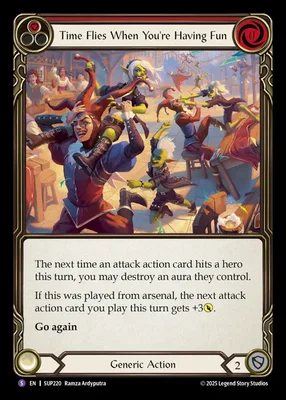 Time Flies When You're Having Fun
The next time an attack action card hits a hero
this turn, you may destroy an aura they control.
If this was played from arsenal, the next attack
action card you play this turn gets +3
Go again
Generic Action
2
S EN SUP220 Ramza Ardyputra
©2025 Legend Story Studios